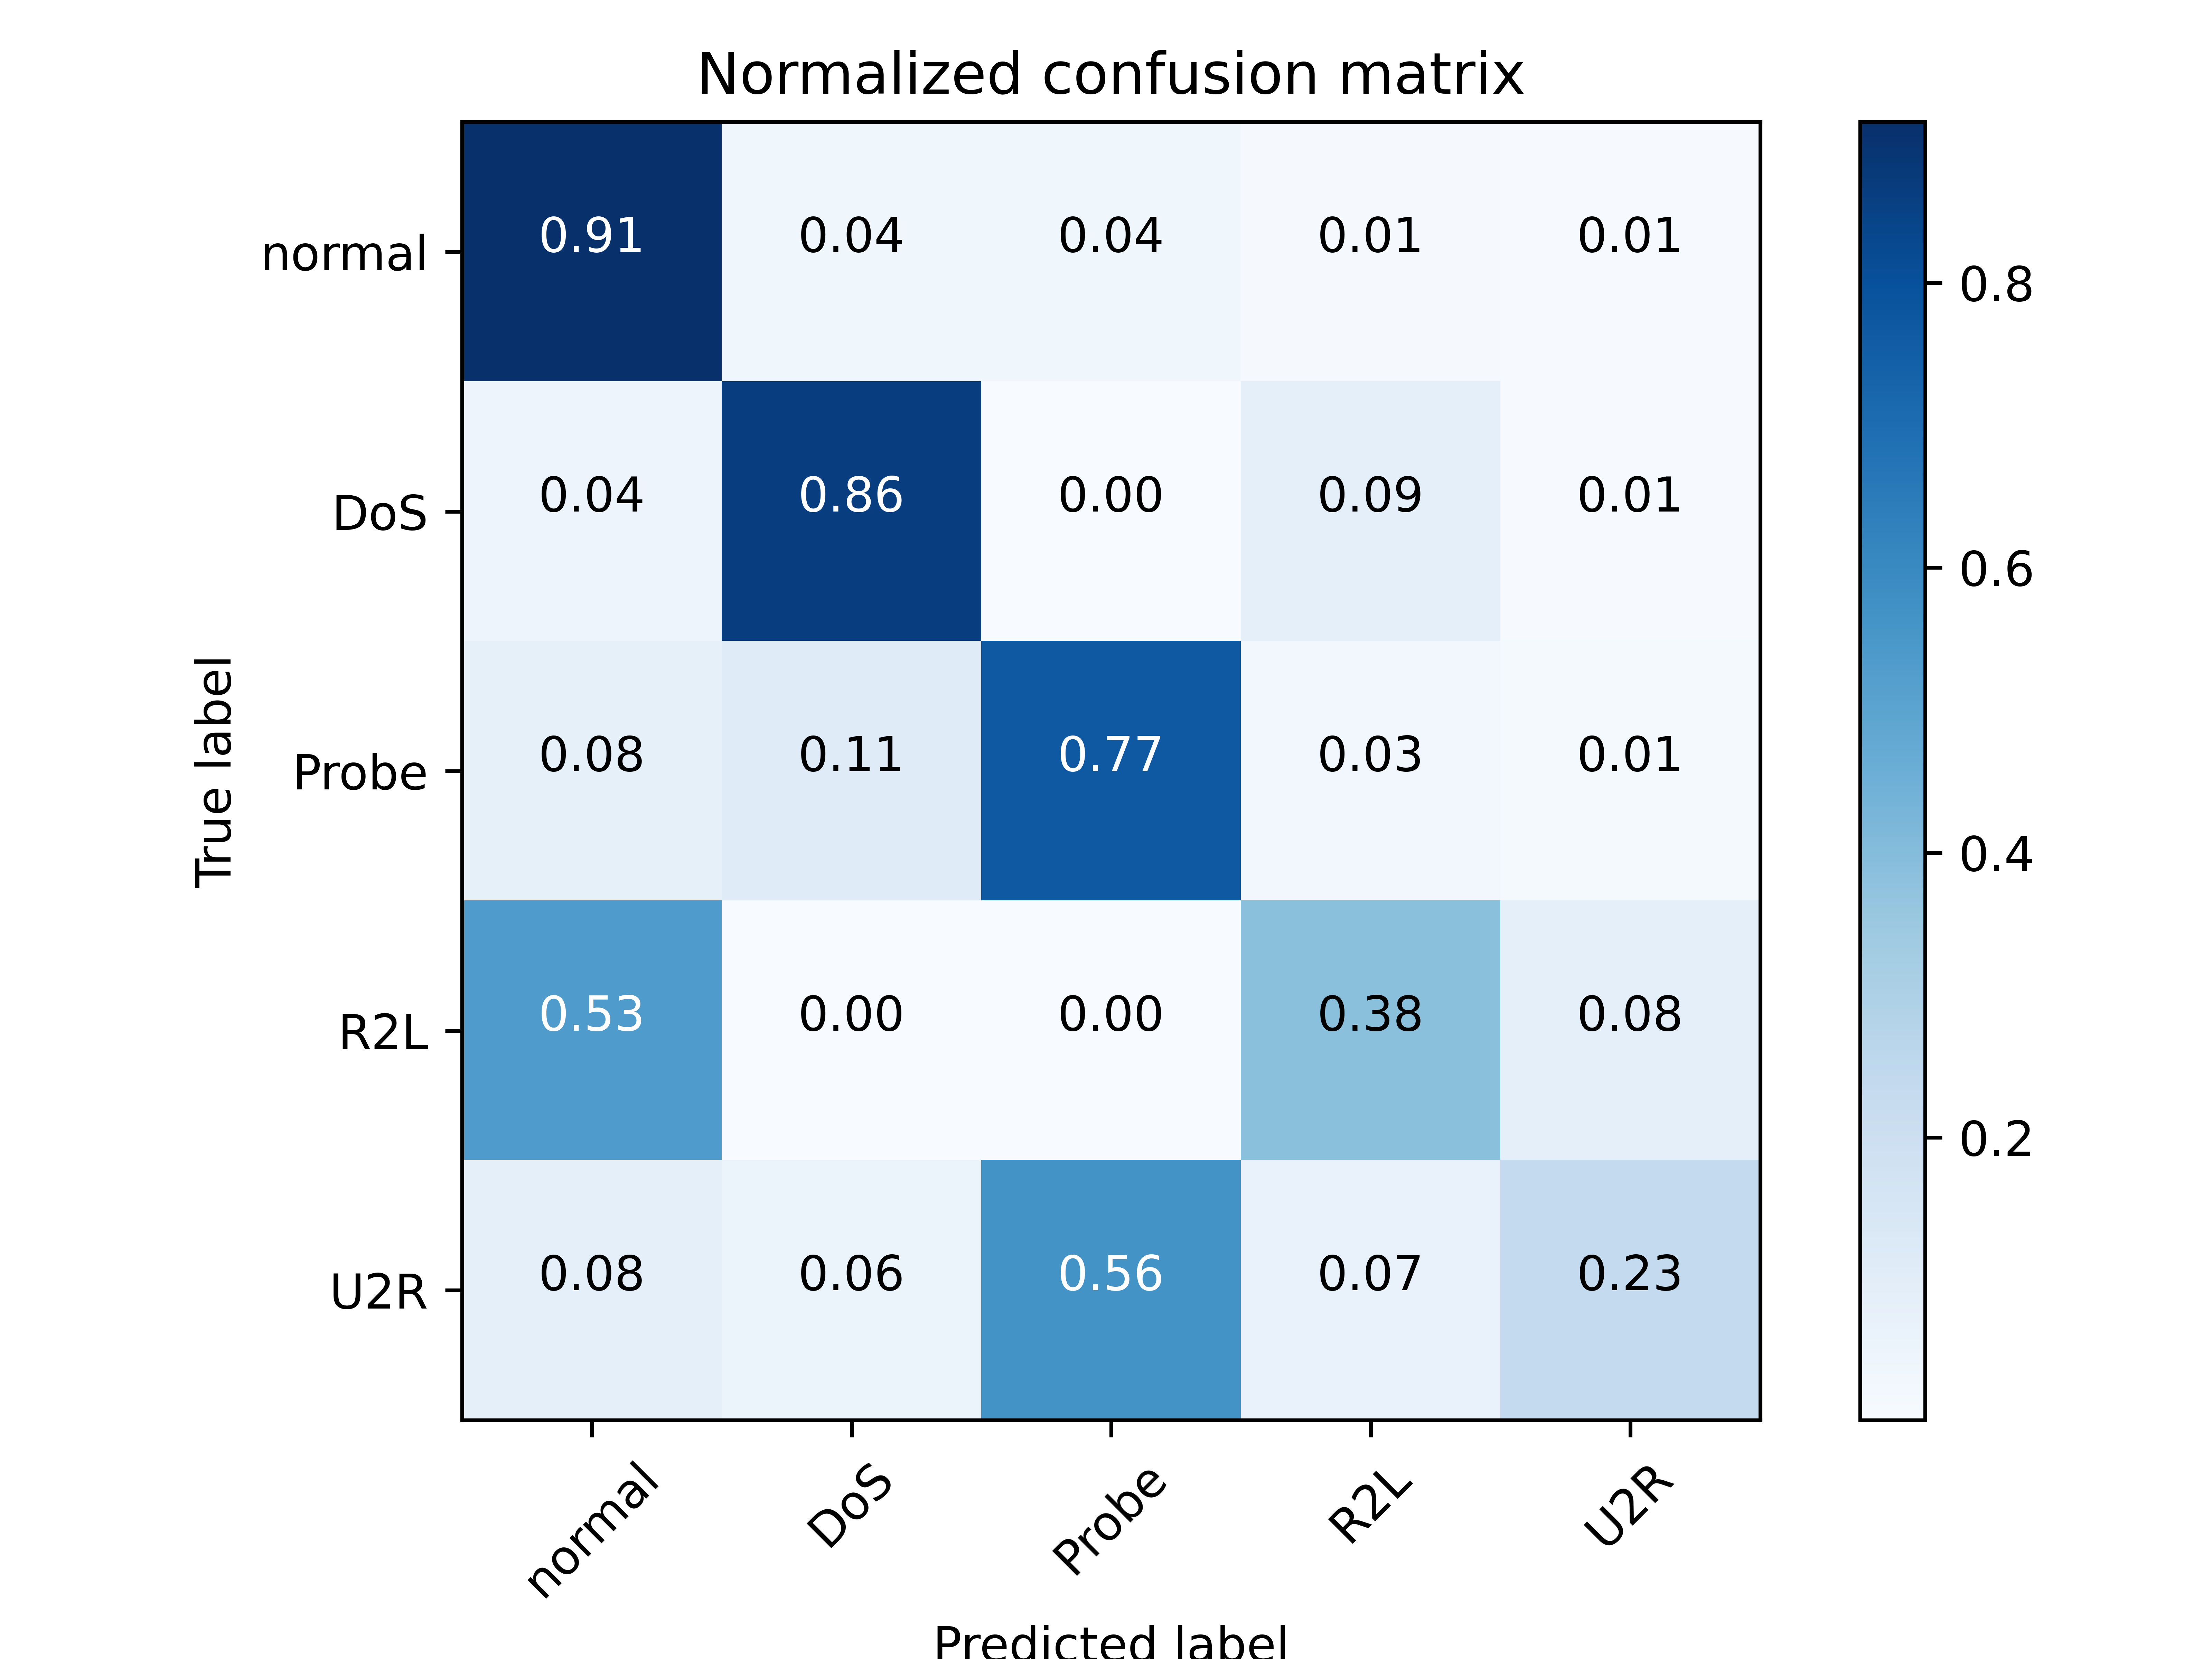 Normalized confusion matrix
True label
normal 0.91 0.04 0.04 0.01 0.01
DoS 0.04 0.86 0.00 0.09 0.01
Probe 0.08 0.11 0.77 0.03 0.01
R2L 0.53 0.00 0.00 0.38 0.08
U2R 0.08 0.06 0.56 0.07 0.23
normal DoS Probe R2L U2R
Predicted label
0.8
0.6
0.4
0.2